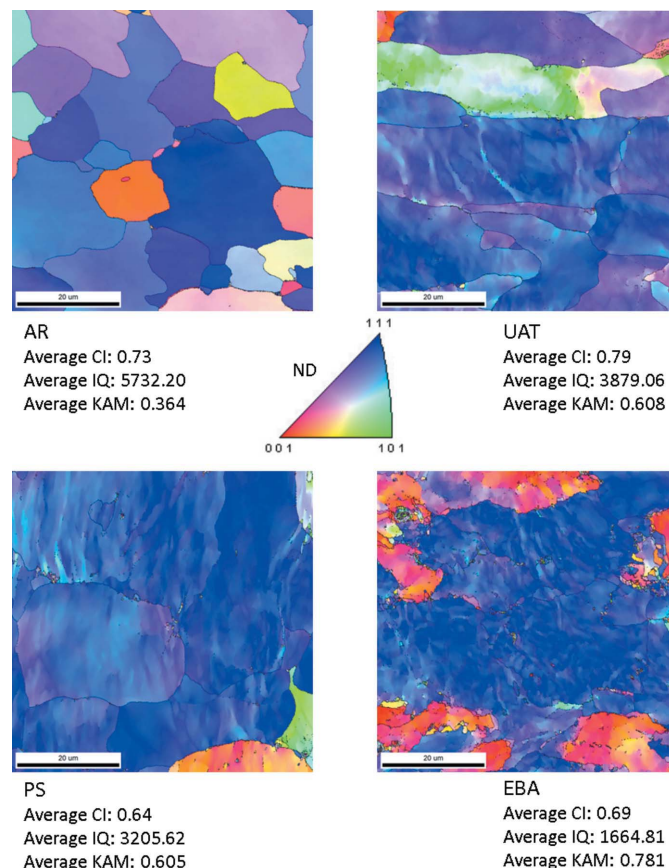 20 um
20 um
AR
Average CI: 0.73
Average IQ: 5732.20
Average KAM: 0.364
111
ND
001
101
UAT
Average CI: 0.79
Average IQ: 3879.06
Average KAM: 0.608
20 um
20 um
PS
Average CI: 0.64
Average IQ: 3205.62
Average KAM: 0.605
EBA
Average CI: 0.69
Average IQ: 1664.81
Average KAM: 0.781